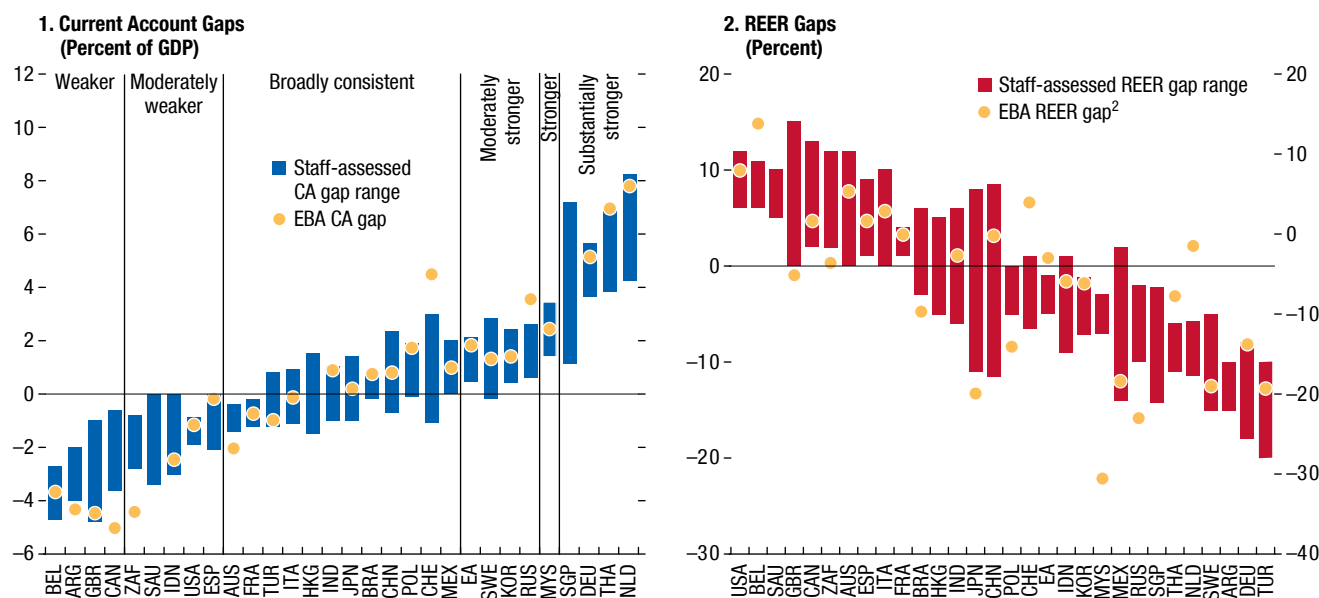 1. Current Account Gaps
(Percent of GDP)
12
10
8
6
4
2
0
–2
–4
–6
Weaker
Moderately
weaker
Broadly consistent
Moderately
stronger
Stronger
Substantially
stronger
Staff-assessed
CA gap range
EBA CA gap
BEL
ARG
GBR
CAN
ZAF
SAU
IDN
USA
ESP
AUS
FRA
TUR
ITA
HKG
IND
JPN
BRA
CHN
POL
CHE
MEX
EA
SWE
KOR
RUS
MYS
SGP
DEU
THA
NLD
2. REER Gaps
(Percent)
20
10
0
–10
–20
–30
Staff-assessed REER gap range
EBA REER gap2
20
10
0
–10
–20
–30
–40
USA
BEL
SAU
GBR
CAN
ZAF
AUS
ESP
ITA
FRA
BRA
HKG
IND
JPN
CHN
POL
CHE
EA
IDN
KOR
MYS
MEX
RUS
SGP
THA
NLD
SWE
ARG
DEU
TUR